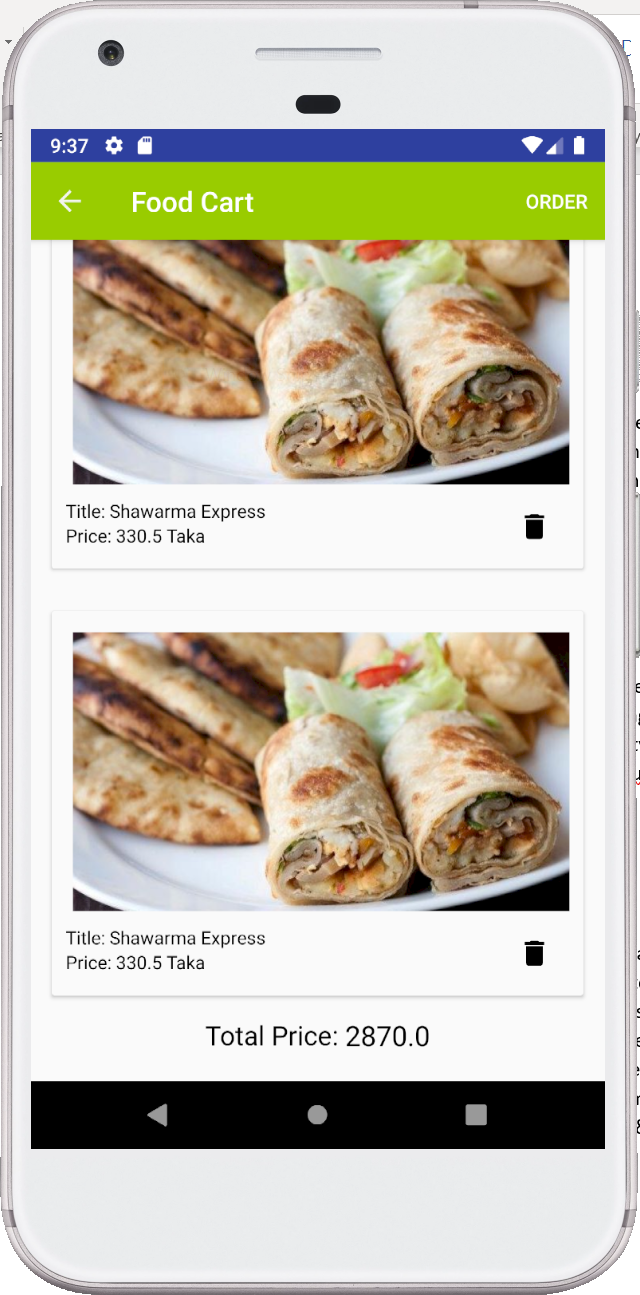 9:37
Food Cart
ORDER
Title: Shawarma Express
Price: 330.5 Taka
Title: Shawarma Express
Price: 330.5 Taka
Total Price: 2870.0